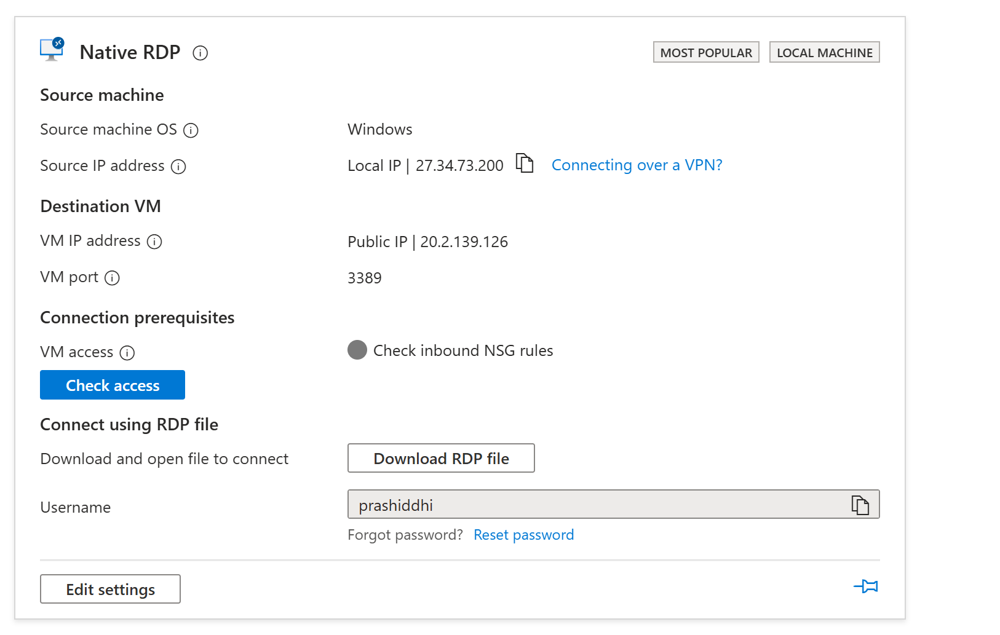 Native RDP
MOST POPULAR
LOCAL MACHINE
Source machine
Source machine OS
Windows
Source IP address
Local IP | 27.34.73.200
Connecting over a VPN?
Destination VM
VM IP address
Public IP | 20.2.139.126
VM port
3389
Connection prerequisites
VM access
Check inbound NSG rules
Check access
Connect using RDP file
Download and open file to connect
Download RDP file
Username
prashiddhi
Forgot password? Reset password
Edit settings